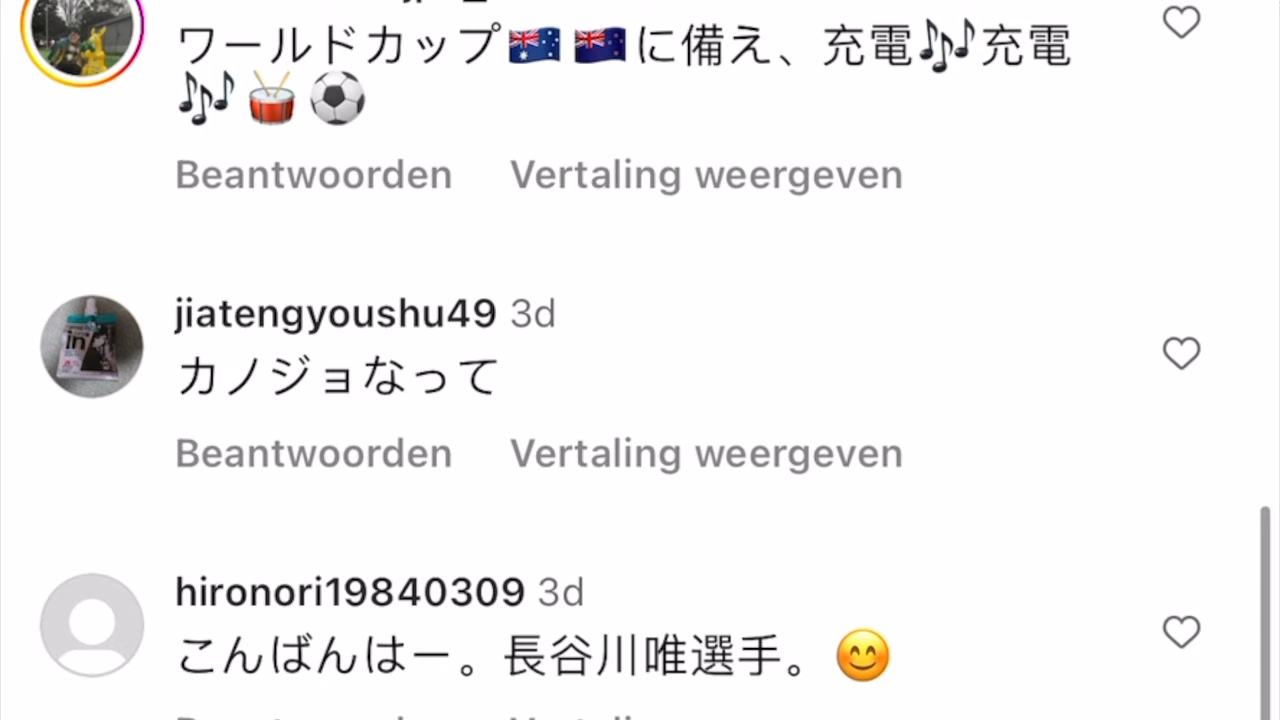 ワールドカップ🇦🇺🇳🇿に備え、充電🎶充電
🎶🥁⚽
Beantwoorden Vertaling weergeven
jiatengyoushu49 3d
カノジョなって
Beantwoorden Vertaling weergeven
hironori19840309 3d
こんばんはー。長谷川唯選手。😊